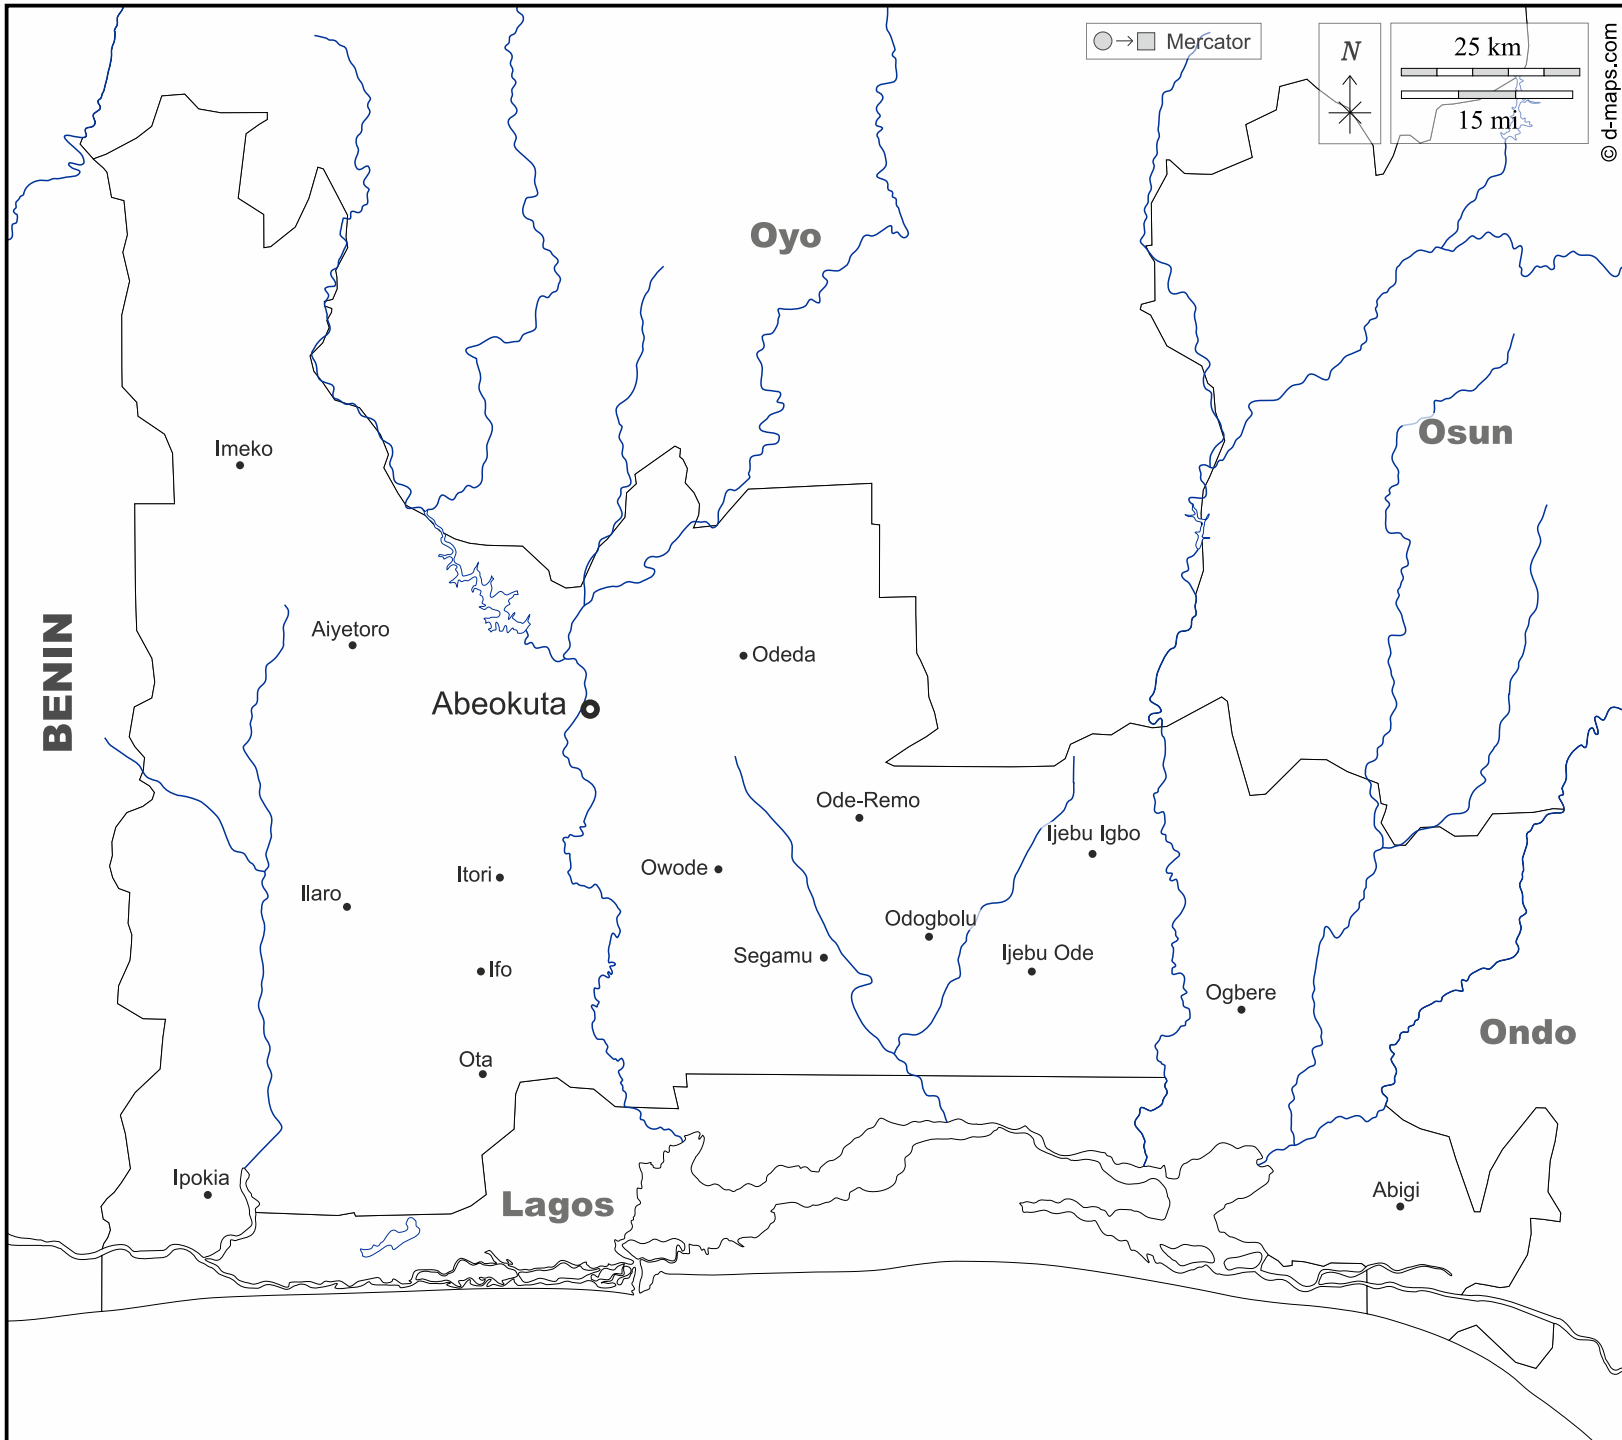 Mercator
N
25 km
15 mi
© d-maps.com
Oyo
Osun
Imeko
BENIN
Aiyetoro
Odeda
Abeokuta
Ode-Remo
Ijebu Igbo
Owode
Itori
Ilaro
Odogbolu
Segamu
Ijebu Ode
Ifo
Ogbere
Ondo
Ota
Ipokia
Lagos
Abigi